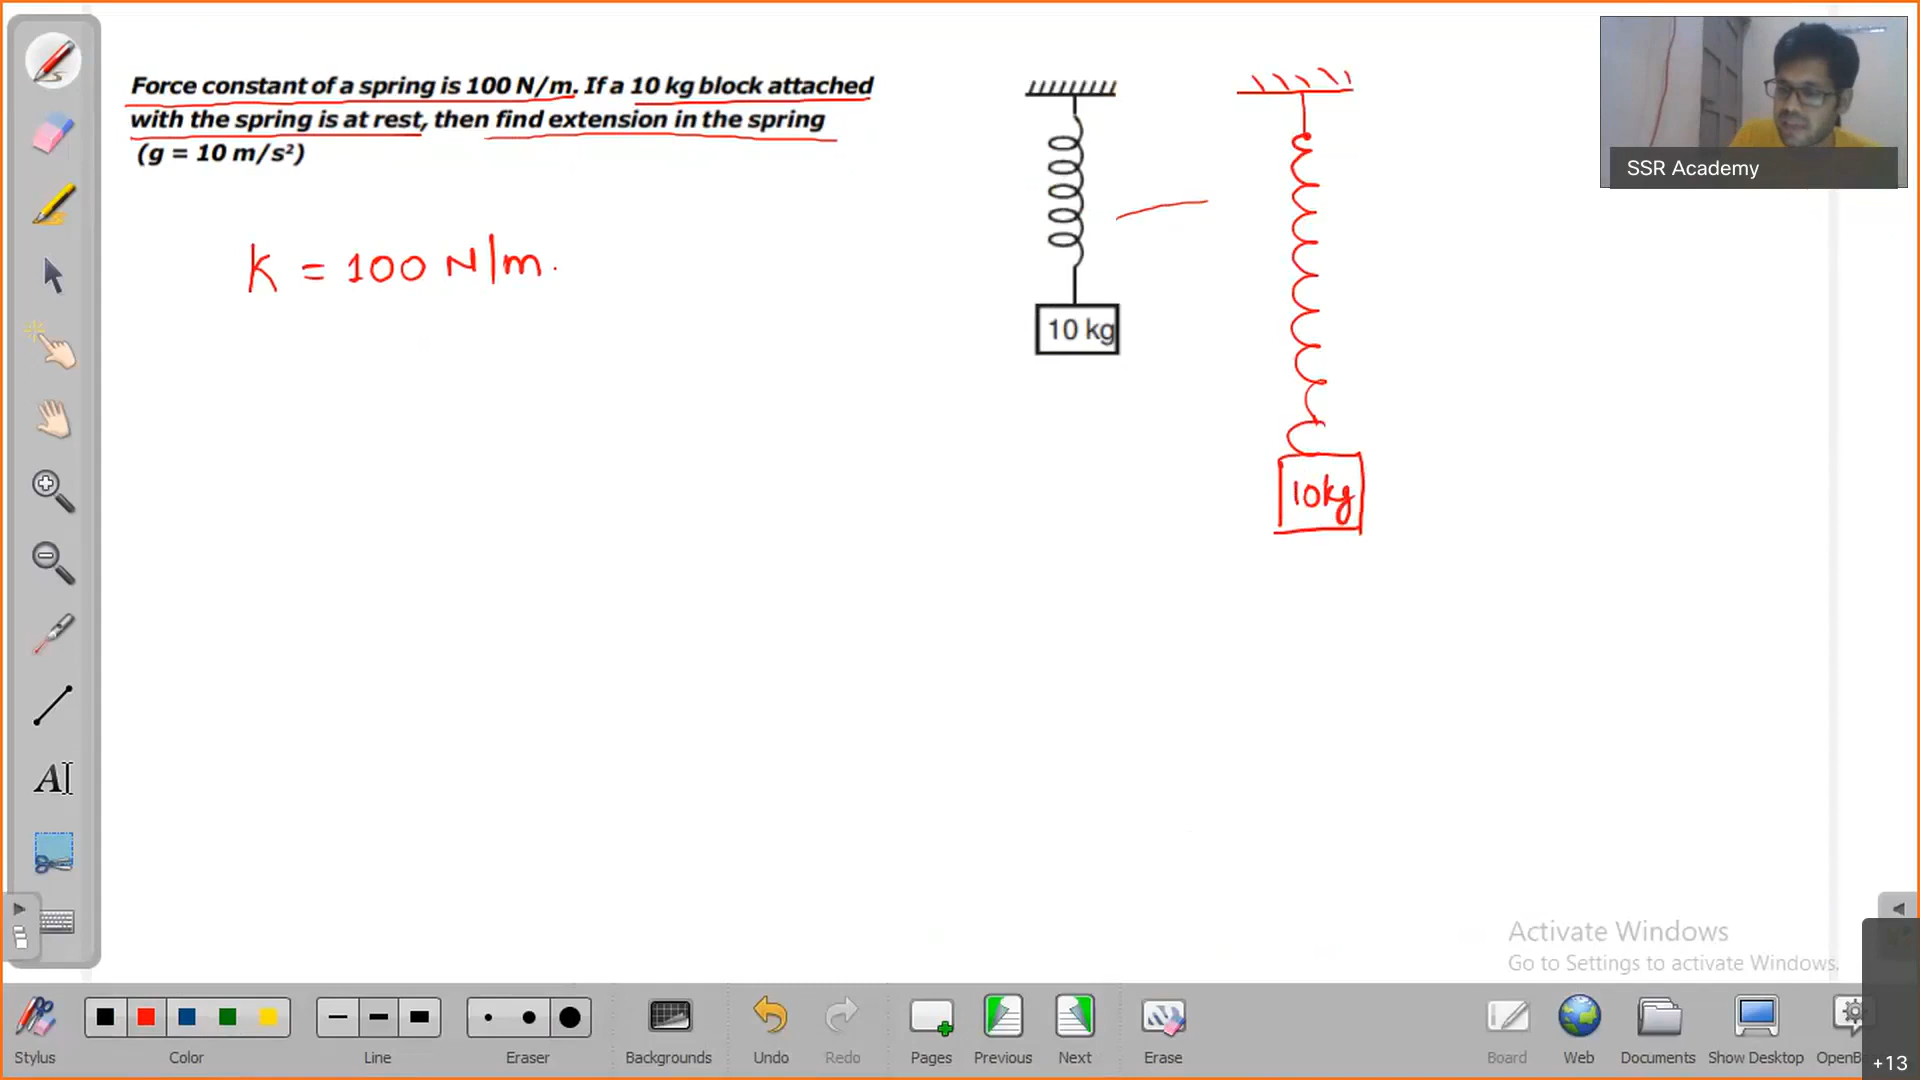 Force constant of a spring is 100 N/m. If a 10 kg block attached
with the spring is at rest, then find extension in the spring
(g = 10 m/s²)
K = 100 N/m.
10 kg
10kg
SSR Academy
A
Activate Windows
Go to Settings to activate Windows.
Stylus
Color
Line
Eraser
Backgrounds
Undo
Redo
Pages
Previous
Next
Erase
Board
Web
Documents
Show Desktop
OpenB
+13